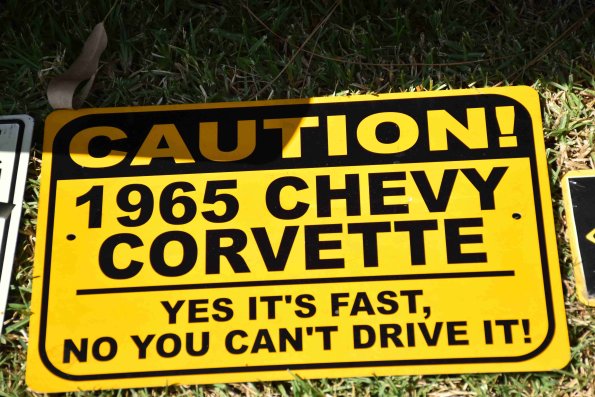 CAUTION!
1965 CHEVY
CORVETTE
YES IT'S FAST,
NO YOU CAN'T DRIVE IT!